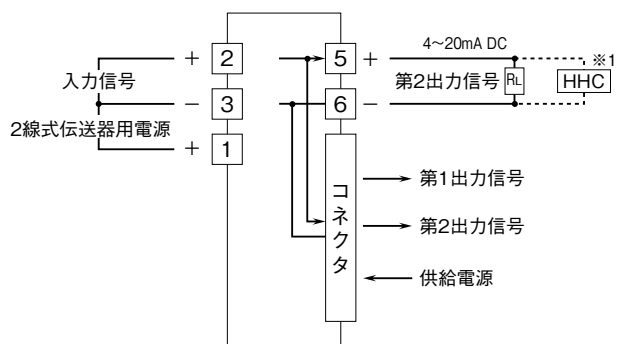 + 2 5 + 4〜20mA DC ※1
入力信号 第2出力信号 RL HHC
− 3 6 −
2線式伝送器用電源
+ 1
コネクタ
第1出力信号
第2出力信号
供給電源